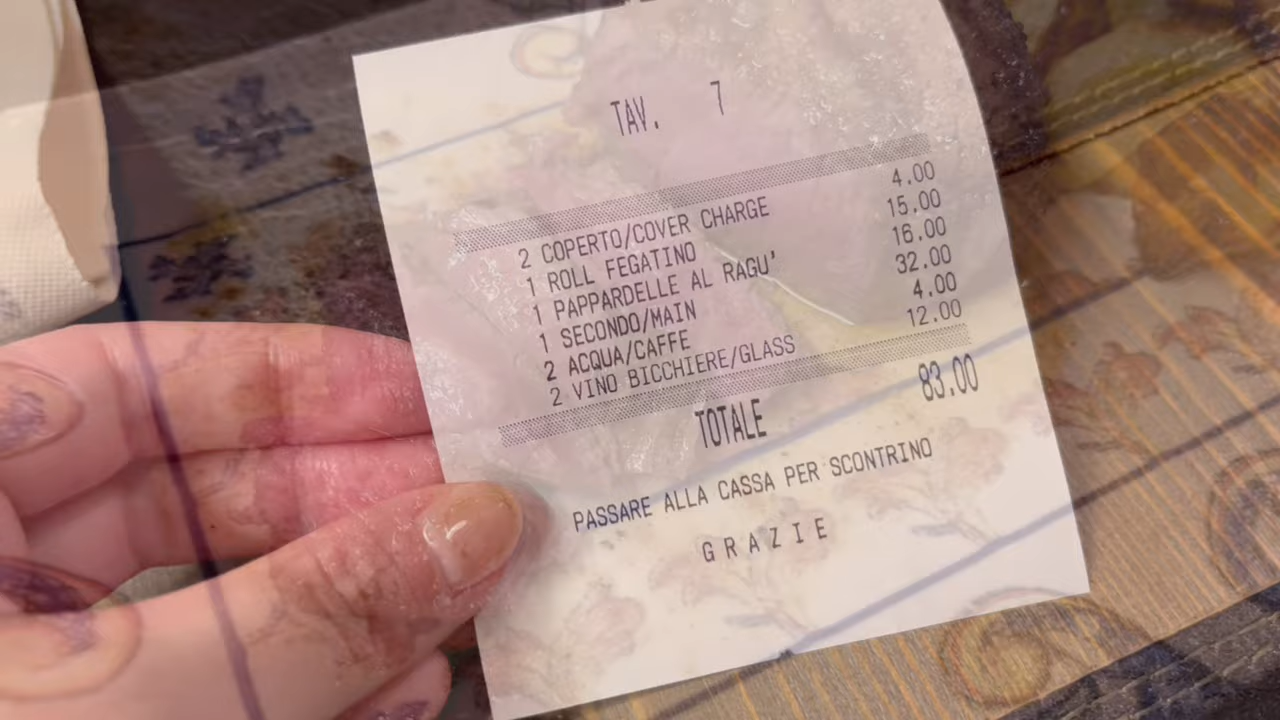 TAV. 7
2 COPERTO/COVER CHARGE 4.00
1 ROLL FEGATINO 15.00
1 PAPPARDELLE AL RAGU' 16.00
1 SECONDO/MAIN 32.00
2 ACQUA/CAFFE 4.00
2 VINO BICCHIERE/GLASS 12.00
TOTALE 83.00
PASSARE ALLA CASSA PER SCONTRINO
GRAZIE